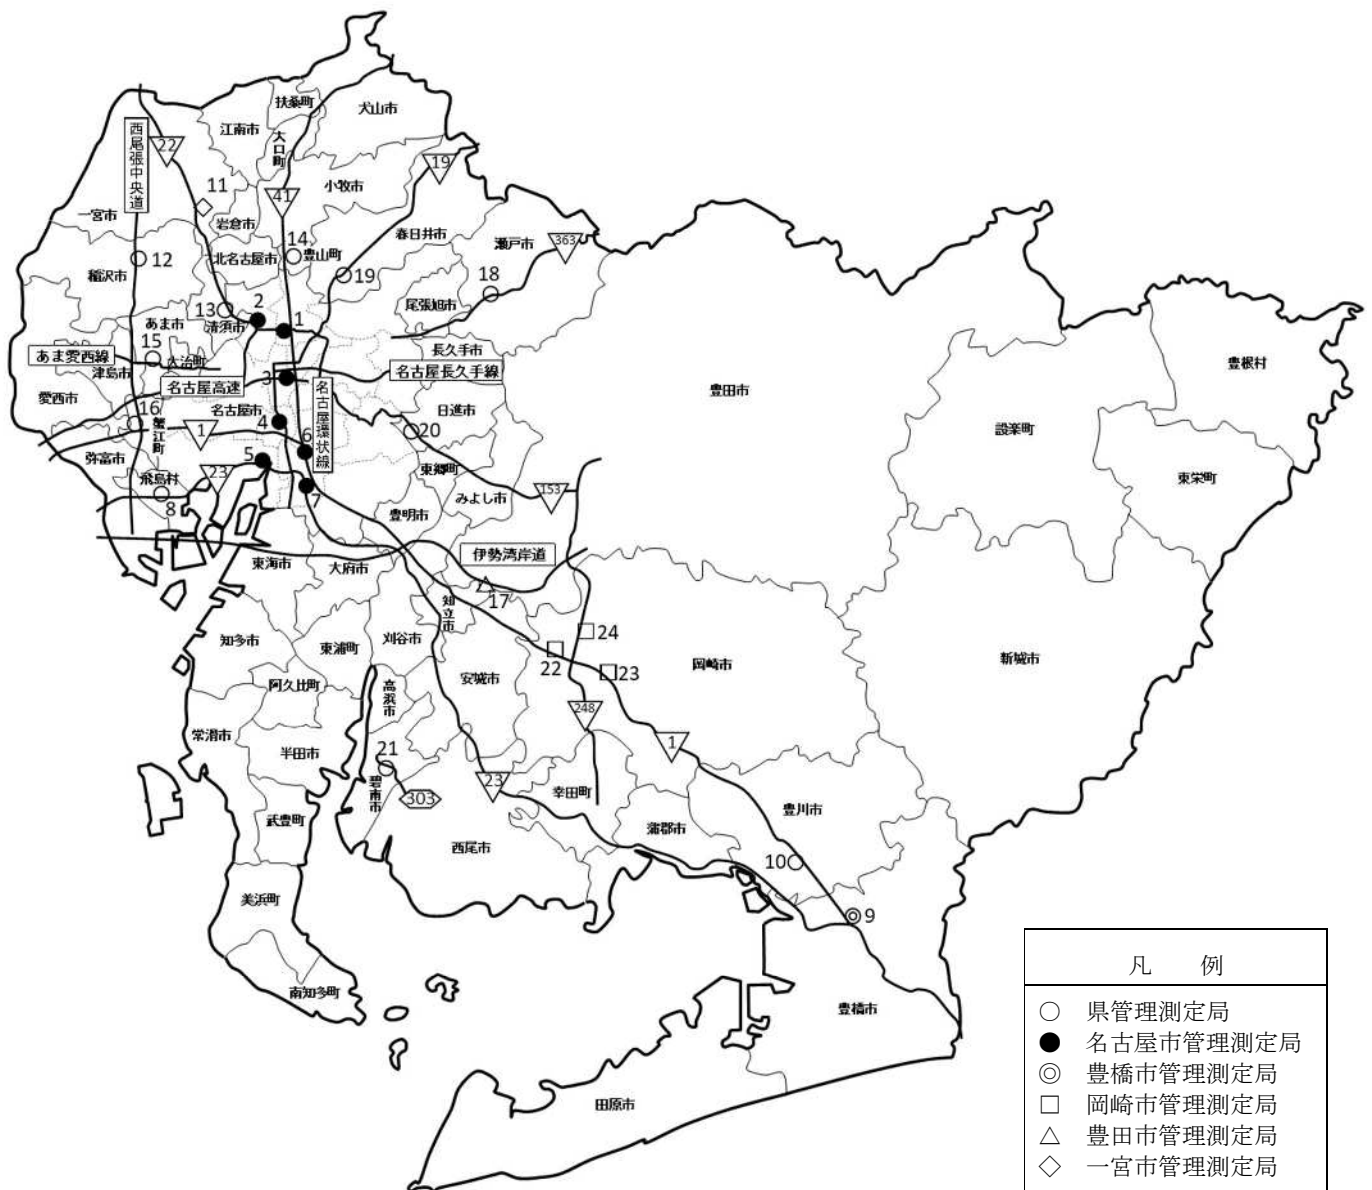 扶桑町
犬山市
江南市
大口町
西尾張中央道
22
19
11
41
小牧市
一宮市
岩倉市
春日井市
瀬戸市
363
14
豊山町
北名古屋市
12
稲沢市
19
18
尾張旭市
13
2
あま市
清須市
1
長久手市
15
あま愛西線
大治町
津島市
名古屋長久手線
3
名古屋高速
名古屋環状線
愛西市
豊田市
豊根村
16
名古屋市
日進市
4
蟹江町
1
20
設楽町
6
弥富市
5
東郷町
飛島村
23
東栄町
7
みよし市
153
8
豊明市
伊勢湾岸道
東海市
大府市
17
知立市
知多市
東浦町
刈谷市
24
22
23
岡崎市
新城市
安城市
阿久比町
高浜市
248
常滑市
1
半田市
21
碧南市
23
303
幸田町
豊川市
武豊町
蒲郡市
西尾市
10
美浜町
9
南知多町
豊橋市
田原市
凡 例
○ 県管理測定局
● 名古屋市管理測定局
◎ 豊橋市管理測定局
□ 岡崎市管理測定局
△ 豊田市管理測定局
◇ 一宮市管理測定局